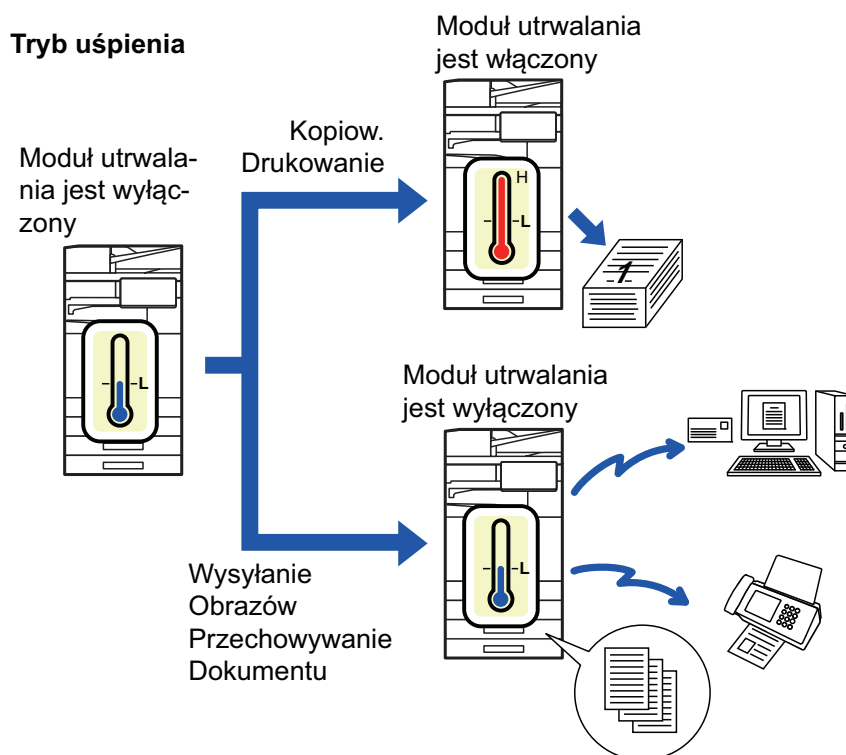 Tryb uśpienia
Moduł utrwala-
nia jest wyłąc-
zony
L
Kopiow.
Drukowanie
Moduł utrwalania
jest włączony
H
L
1
Wysyłanie
Obrazów
Przechowywanie
Dokumentu
Moduł utrwalania
jest wyłączony
L